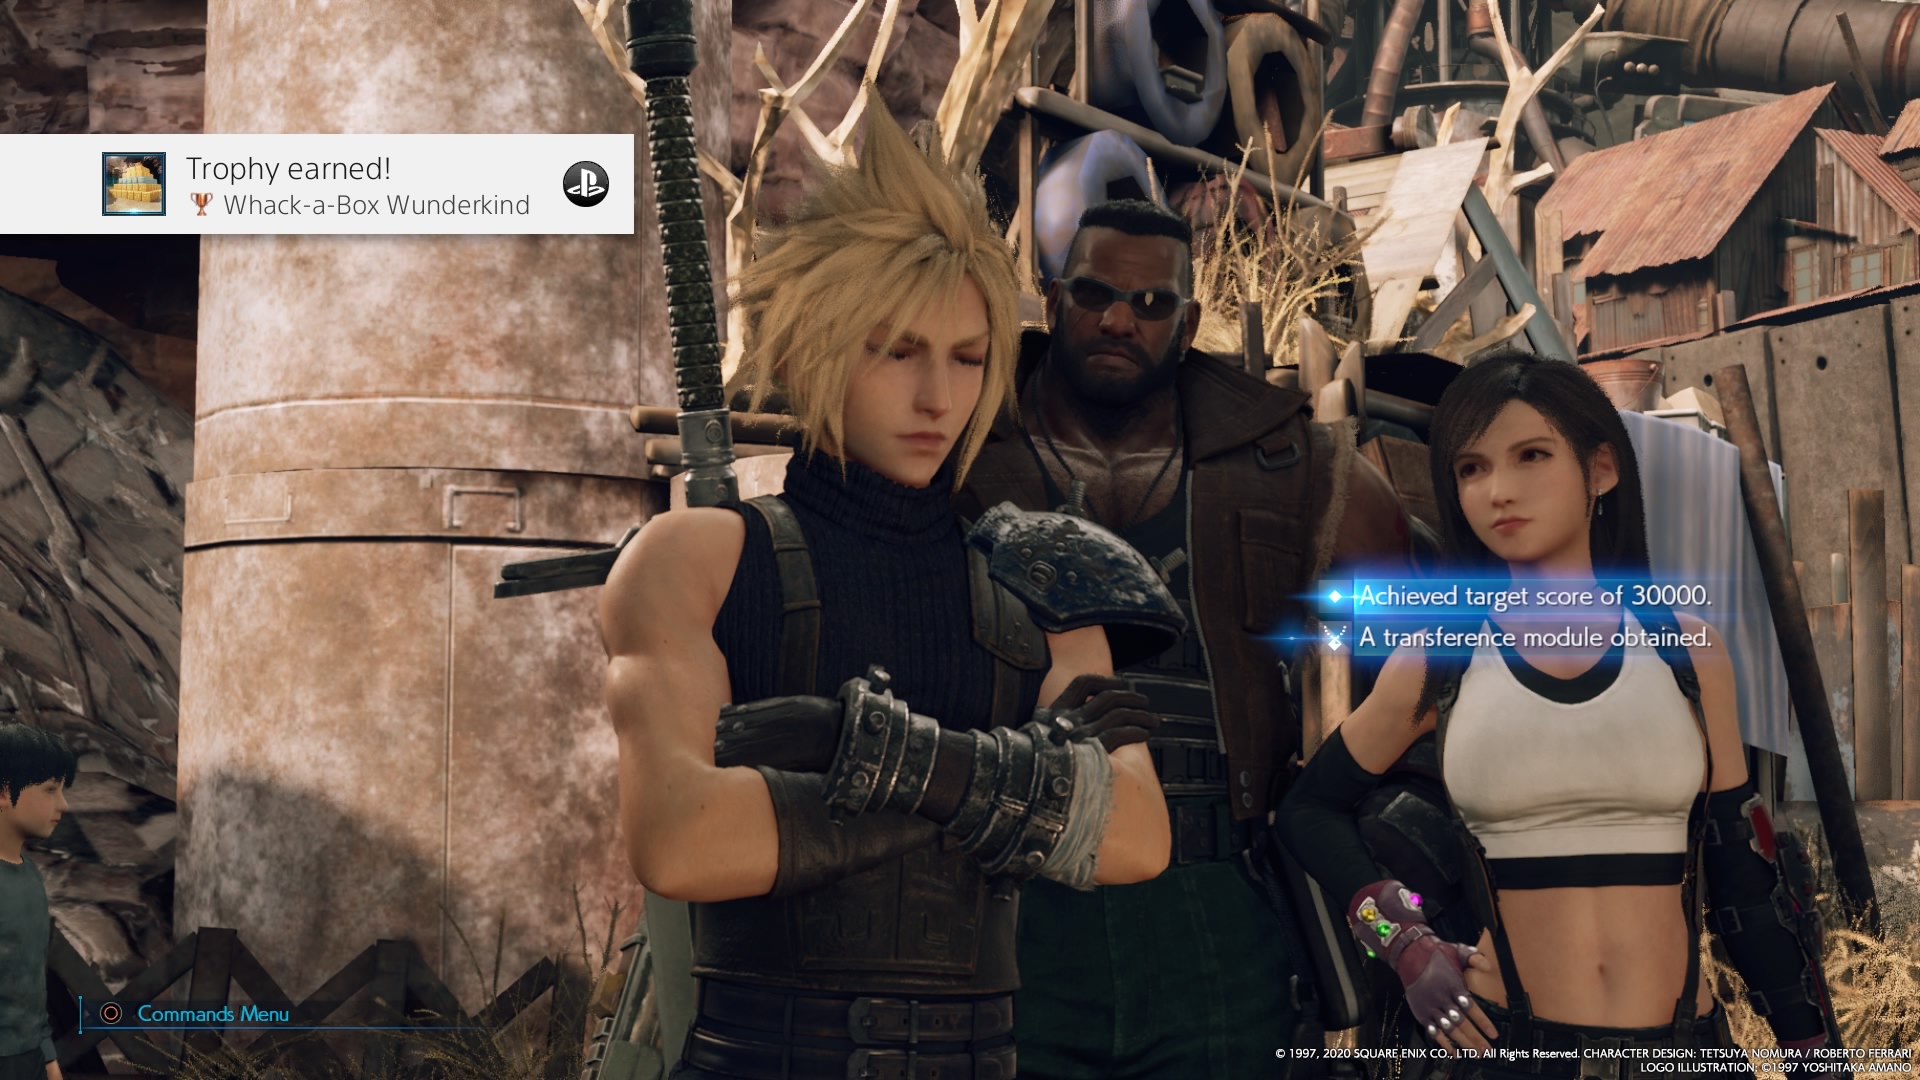 Trophy earned!
Whack-a-Box Wunderkind
Achieved target score of 30000.
A transference module obtained.
Commands Menu
© 1997, 2020 SQUARE ENIX CO., LTD. All Rights Reserved. CHARACTER DESIGN: TETSUYA NOMURA / ROBERTO FERRARI
LOGO ILLUSTRATION: ©1997 YOSHITAKA AMANO